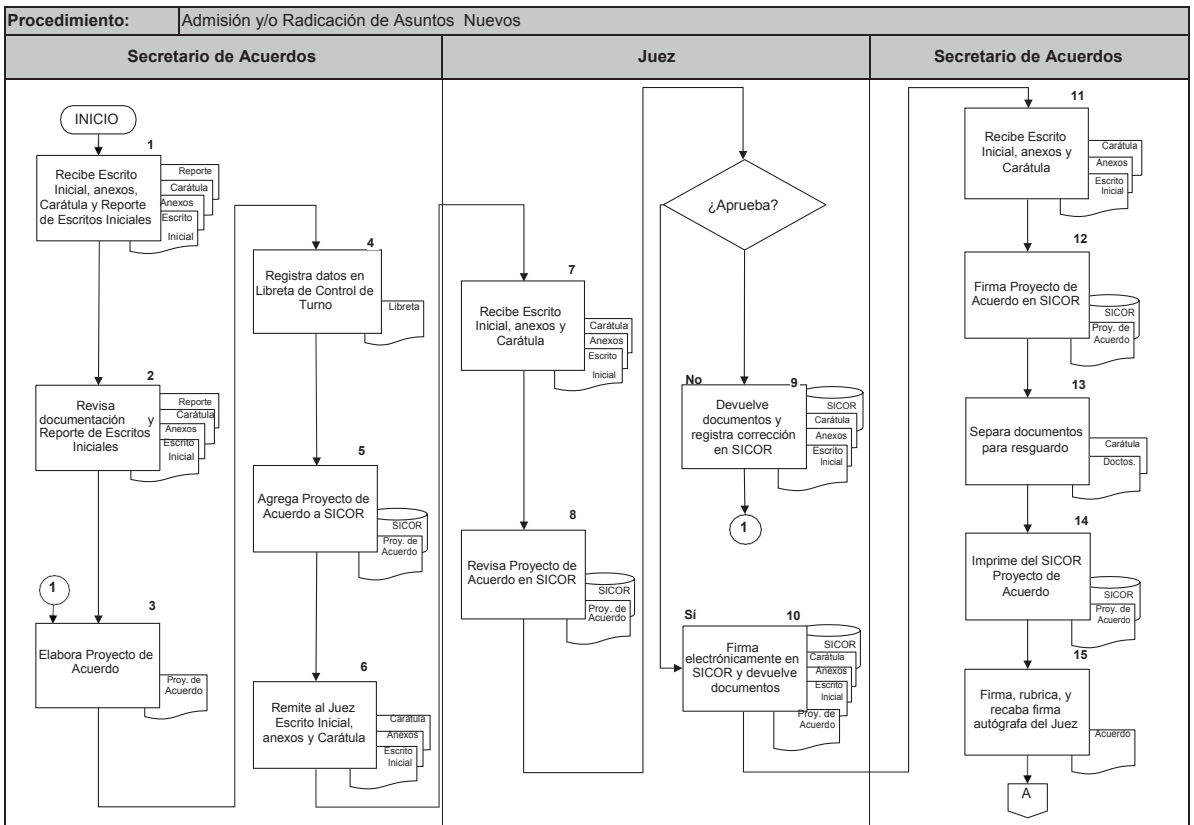 Procedimiento: Admisión y/o Radicación de Asuntos Nuevos
Secretario de Acuerdos
Juez
Secretario de Acuerdos
INICIO
1
Recibe Escrito
Inicial, anexos,
Carátula y Reporte
de Escritos Iniciales
Reporte
Carátula
Anexos
Escrito
Inicial
2
Revisa
documentación y
Reporte de Escritos
Iniciales
Reporte
Carátula
Anexos
Escrito
Inicial
1
3
Elabora Proyecto de
Acuerdo
Proy. de
Acuerdo
4
Registra datos en
Libreta de Control de
Turno
Libreta
5
Agrega Proyecto de
Acuerdo a SICOR
SICOR
Proy. de
Acuerdo
6
Remite al Juez
Escrito Inicial,
anexos y Carátula
Carátula
Anexos
Escrito
Inicial
7
Recibe Escrito
Inicial, anexos y
Carátula
Carátula
Anexos
Escrito
Inicial
8
Revisa Proyecto de
Acuerdo en SICOR
SICOR
Proy. de
Acuerdo
¿Aprueba?
No
9
Devuelve
documentos y
registra corrección
en SICOR
SICOR
Carátula
Anexos
Escrito
Inicial
1
Sí
10
Firma
electrónicamente en
SICOR y devuelve
documentos
SICOR
Carátula
Anexos
Escrito
Inicial
Proy. de
Acuerdo
11
Recibe Escrito
Inicial, anexos y
Carátula
Carátula
Anexos
Escrito
Inicial
12
Firma Proyecto de
Acuerdo en SICOR
SICOR
Proy. de
Acuerdo
13
Separa documentos
para resguardo
Carátula
Doctos.
14
Imprime del SICOR
Proyecto de
Acuerdo
SICOR
Proy. de
Acuerdo
15
Firma, rubrica, y
recaba firma
autógrafa del Juez
Acuerdo
A